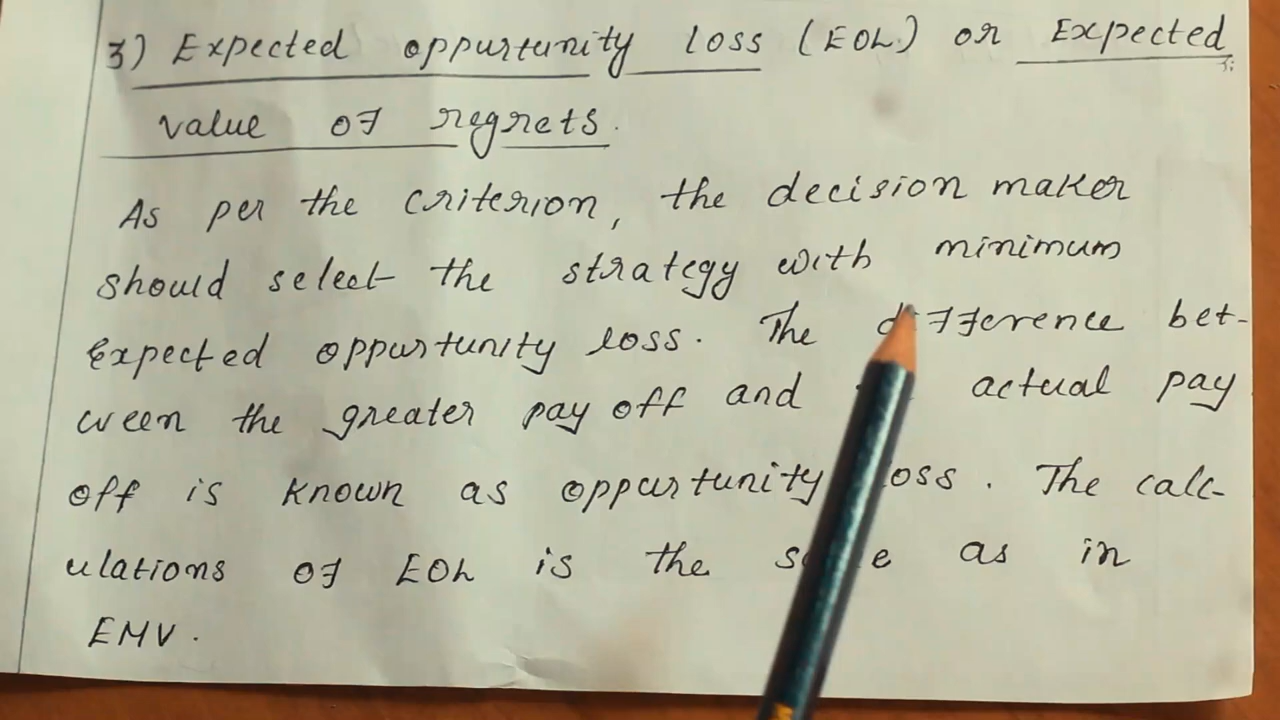 3) Expected oppurtunity loss (EOL) or Expected
value of regrets.
As per the criterion, the decision maker
should select the strategy with minimum
Expected oppurtunity loss. The difference bet-
ween the greater pay off and actual pay
off is known as oppurtunity loss. The calc-
ulations of EOL is the as in
EMV.